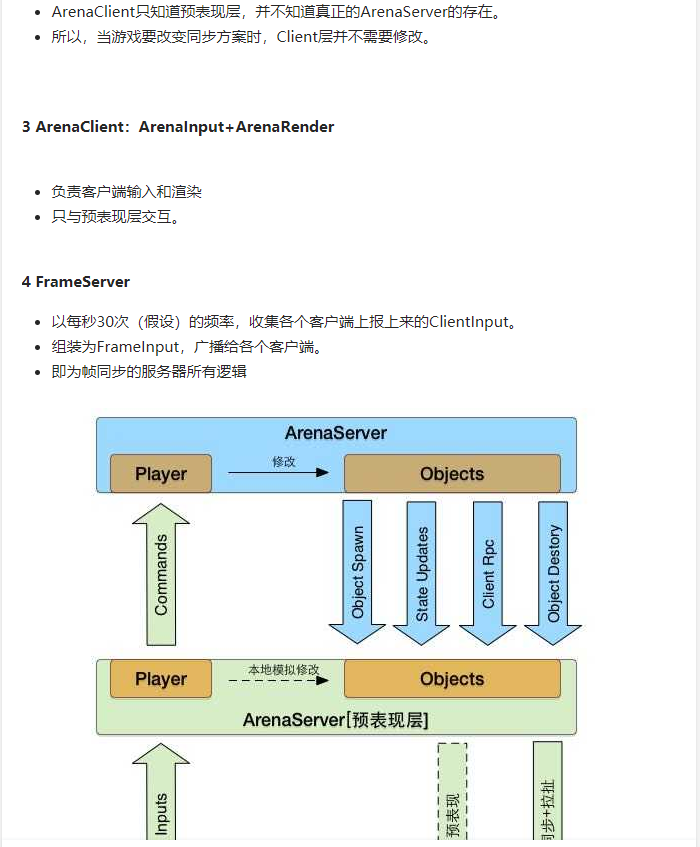 ArenaClient只知道预表现层，并不知道真正的ArenaServer的存在。
所以，当游戏要改变同步方案时，Client层并不需要修改。
3 ArenaClient：ArenaInput+ArenaRender
负责客户端输入和渲染
只与预表现层交互。
4 FrameServer
以每秒30次（假设）的频率，收集各个客户端上报上来的ClientInput。
组装为FrameInput，广播给各个客户端。
即为帧同步的服务器所有逻辑
ArenaServer
Player
修改
Objects
Commands
Object Spawn
State Updates
Client Rpc
Object Destory
Player
本地模拟修改
Objects
ArenaServer[预表现层]
Inputs
预表现
步+拉扯